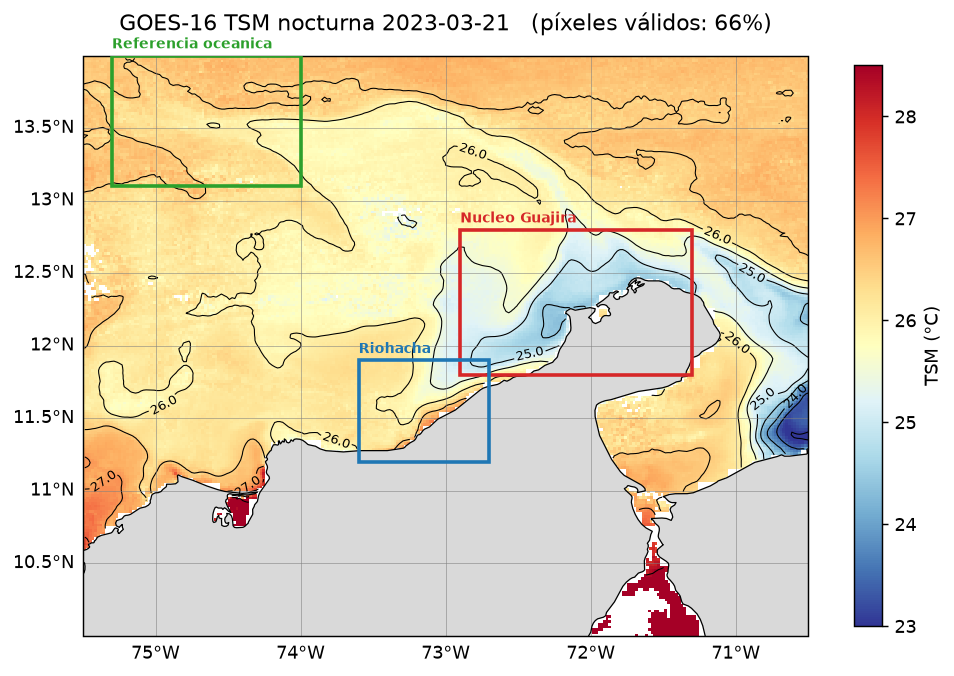 GOES-16 TSM nocturna 2023-03-21 (píxeles válidos: 66%)
Referencia oceanica
28
13.5°N
26.0
13°N
Nucleo Guajira
27
26.0
12.5°N
25.0
26
12°N
Riohacha
25.0
26.0
TSM (°C)
26.0
25.0
24.0
11.5°N
25
26.0
27.0
27.0
11°N
24
10.5°N
23
75°W
74°W
73°W
72°W
71°W